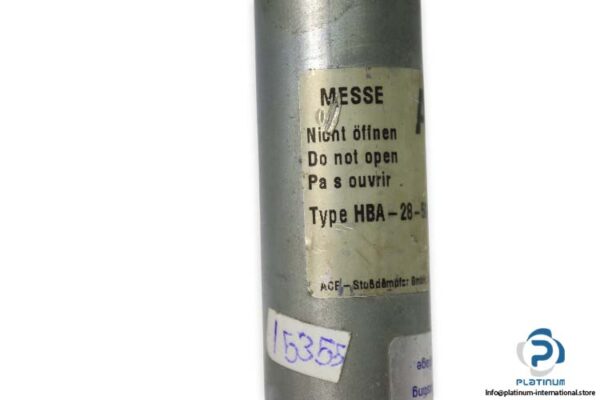 MESSE
A
Nicht öffnen
Do not open
Pa s ouvrir
Type HBA-28-5
ACE-Stoßdämpfer GmbH
15355
PLATINUM
Info@platinum-international.store